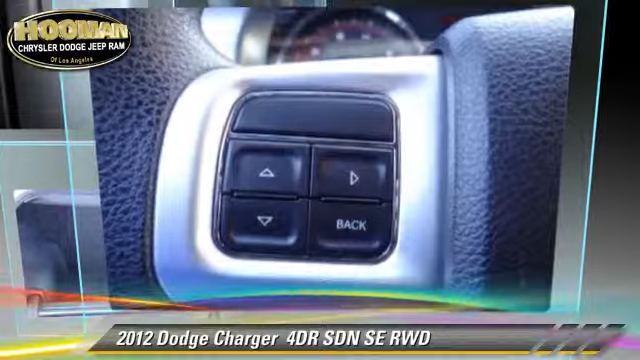 HOOMAN
CHRYSLER DODGE JEEP RAM
Of Los Angeles
BACK
2012 Dodge Charger 4DR SDN SE RWD